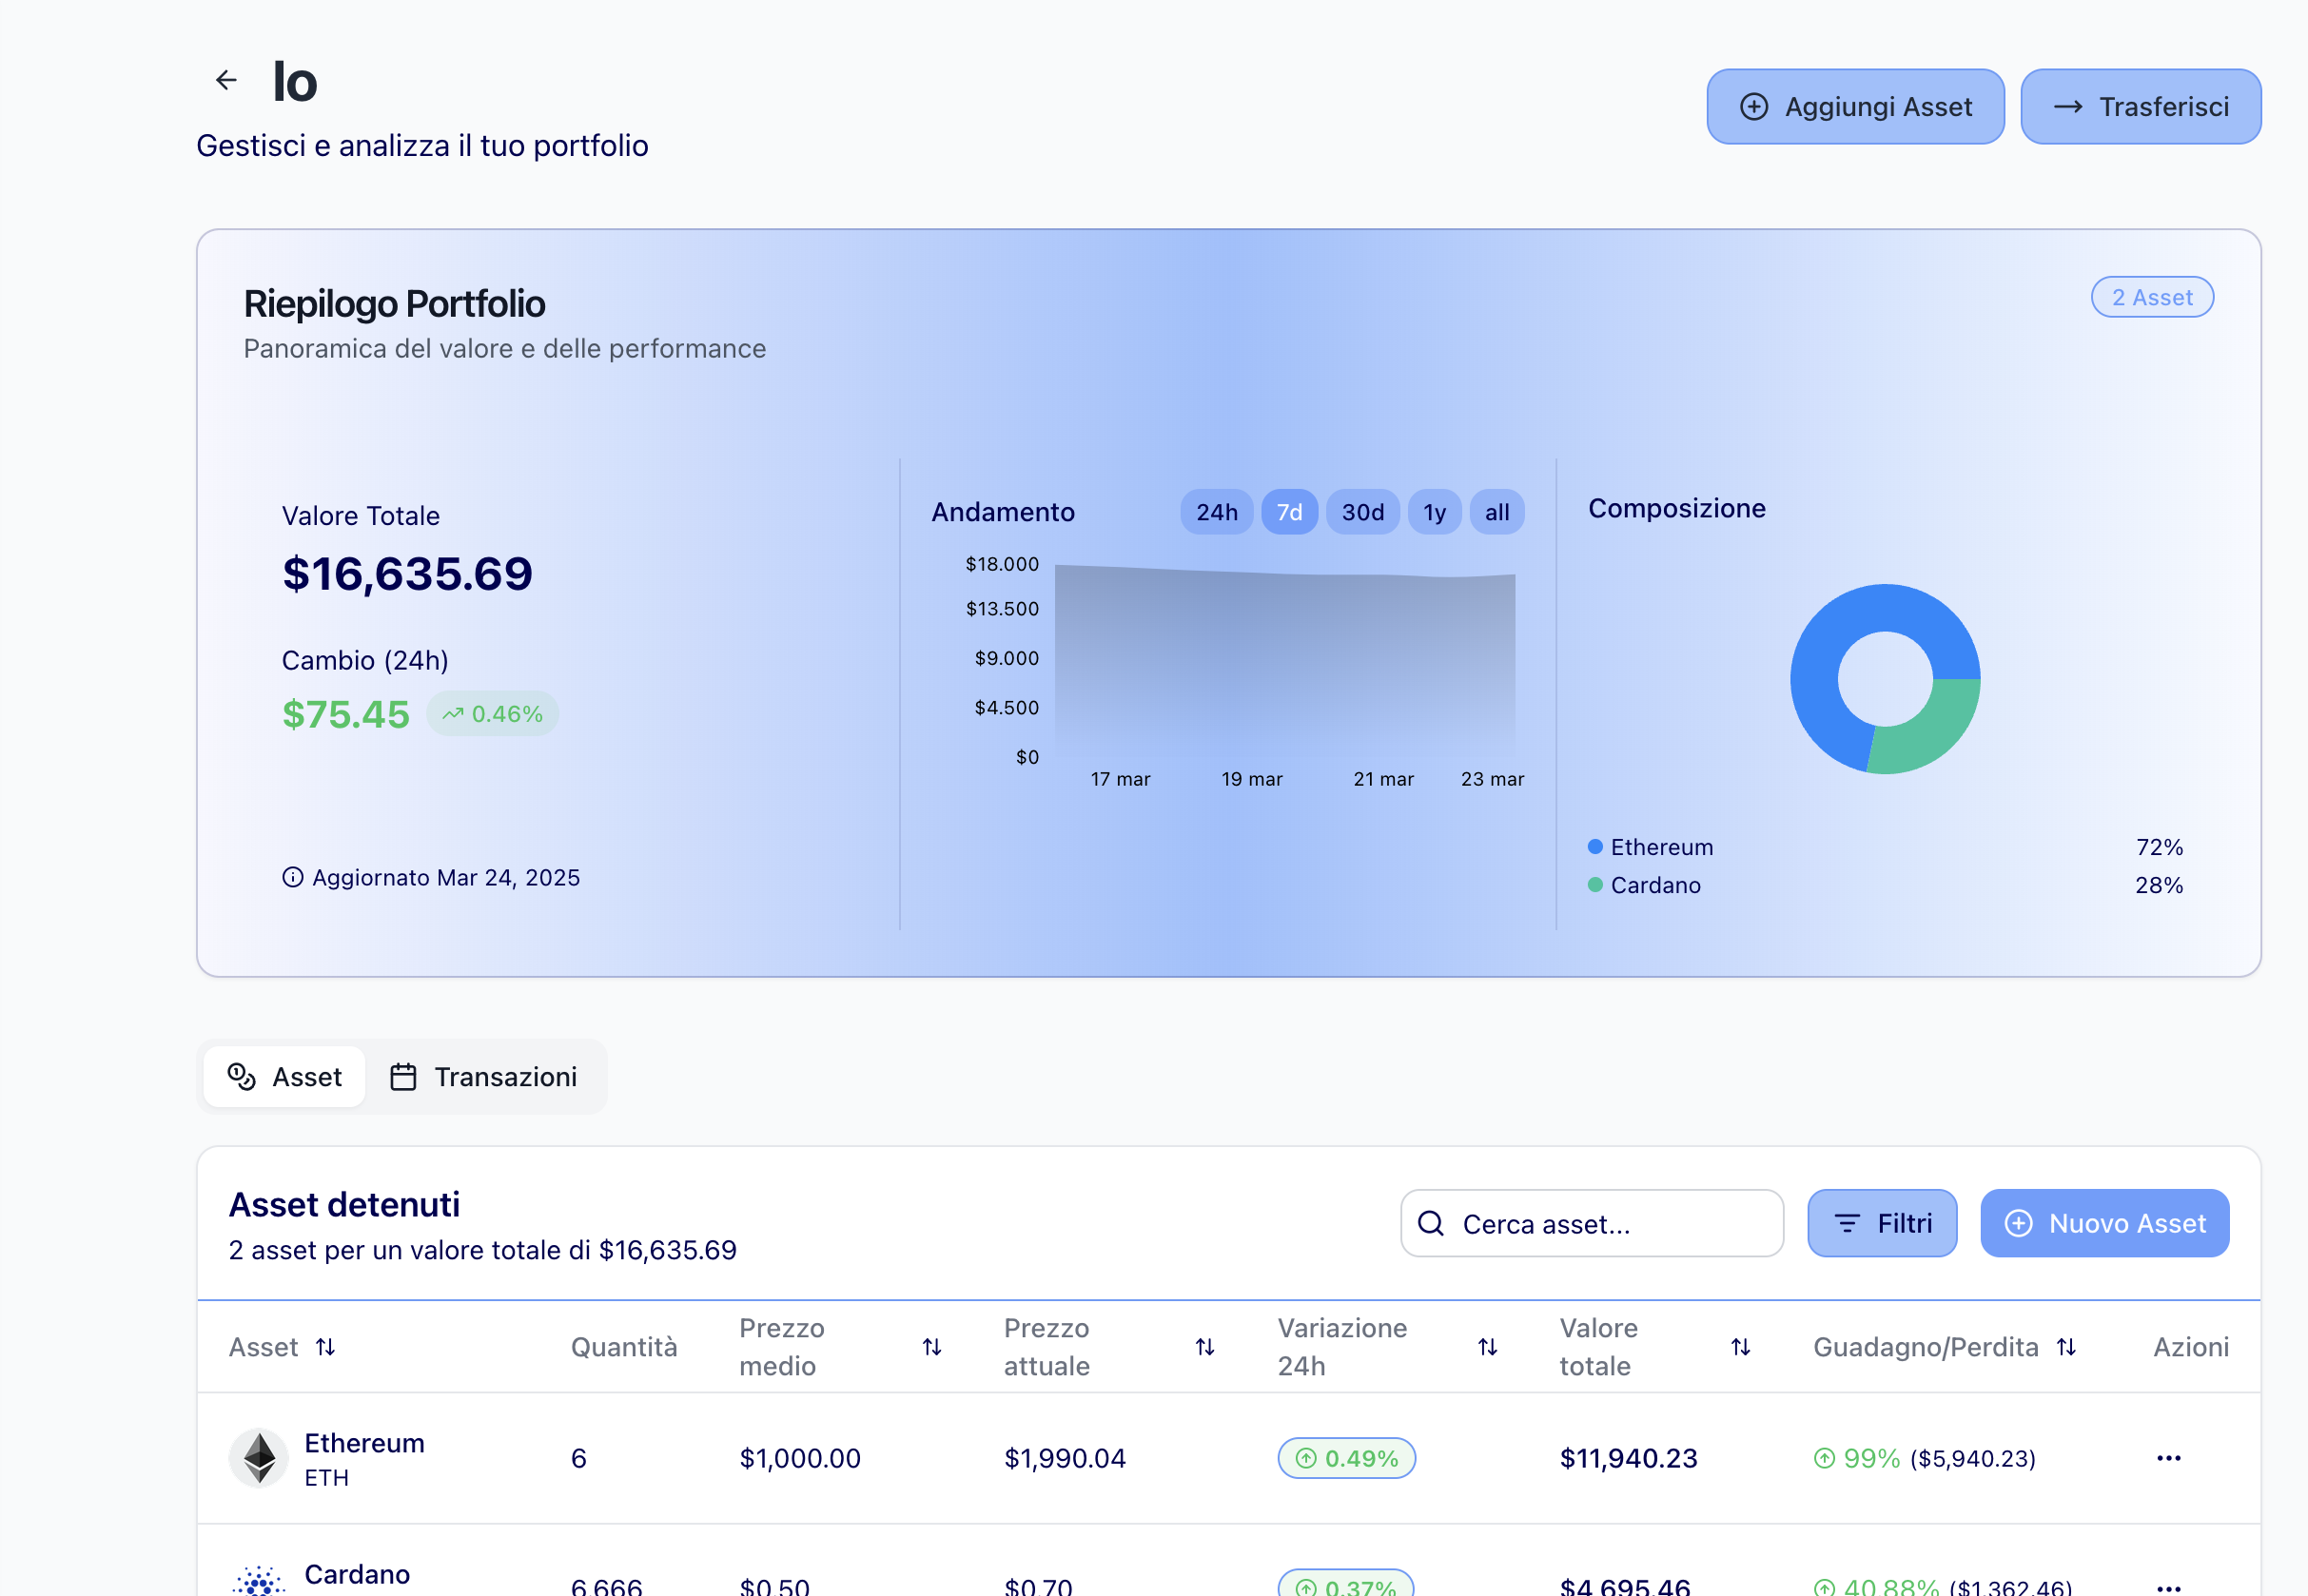 Io
Gestisci e analizza il tuo portfolio
Aggiungi Asset
Trasferisci
Riepilogo Portfolio
Panoramica del valore e delle performance
2 Asset
Valore Totale
$16,635.69
Cambio (24h)
$75.45 0.46%
Aggiornato Mar 24, 2025
Andamento
24h 7d 30d 1y all
$18.000
$13.500
$9.000
$4.500
$0
17 mar 19 mar 21 mar 23 mar
Composizione
Ethereum 72%
Cardano 28%
Asset Transazioni
Asset detenuti
2 asset per un valore totale di $16,635.69
Cerca asset...
Filtri
Nuovo Asset
Asset Quantità Prezzo medio Prezzo attuale Variazione 24h Valore totale Guadagno/Perdita Azioni
Ethereum
ETH
6 $1,000.00 $1,990.04 0.49% $11,940.23 99% ($5,940.23)
Cardano
6,666 $0.50 $0.70 0.37% $4,695.46 40.88% ($1,362.46)